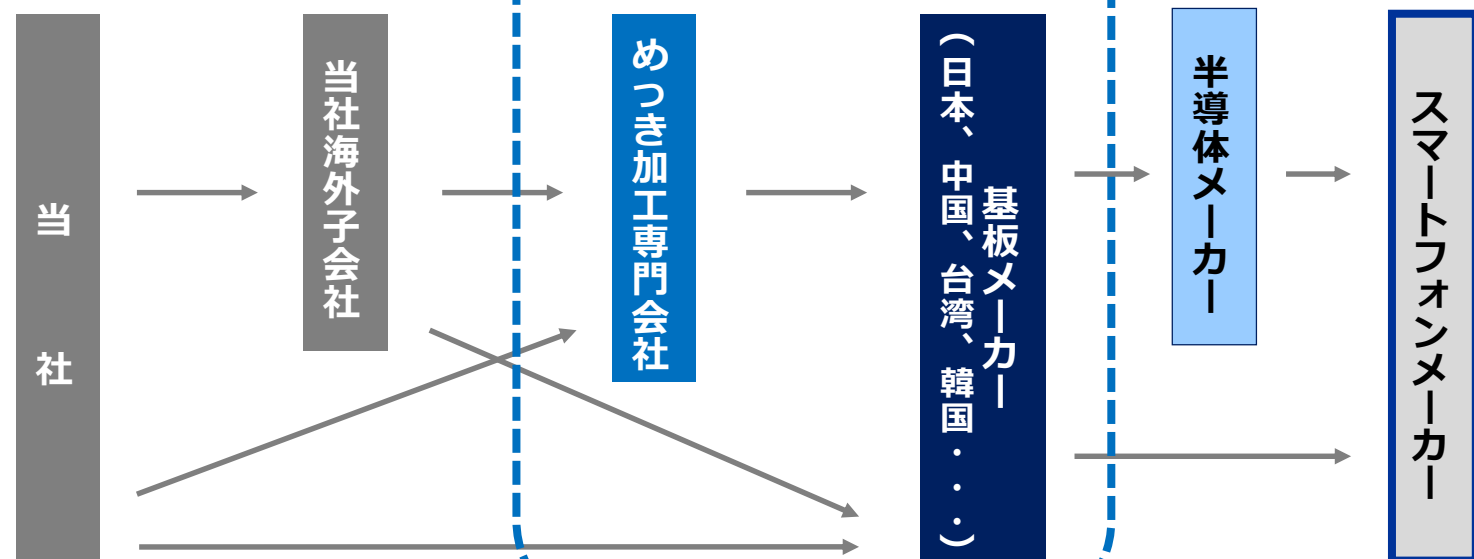 当社
当社海外子会社
めつき加工専門会社
基板メーカー
(日本、中国、台湾、韓国・・・・)
半導体メーカー
スマートフォンメーカー